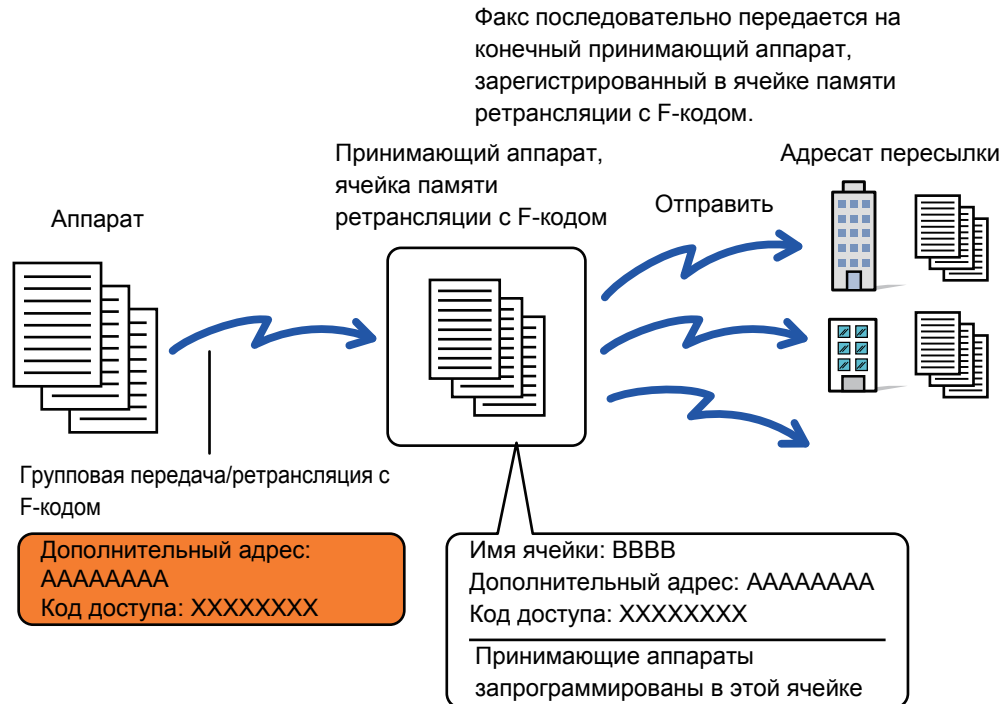 Факс последовательно передается на
конечный принимающий аппарат,
зарегистрированный в ячейке памяти
ретрансляции с F-кодом.
Принимающий аппарат,
ячейка памяти
ретрансляции с F-кодом
Адресат пересылки
Отправить
Аппарат
Групповая передача/ретрансляция с
F-кодом
Дополнительный адрес:
AAAAAAAA
Код доступа: XXXXXXXX
Имя ячейки: BBBB
Дополнительный адрес: AAAAAAAA
Код доступа: XXXXXXXX
Принимающие аппараты
запрограммированы в этой ячейке